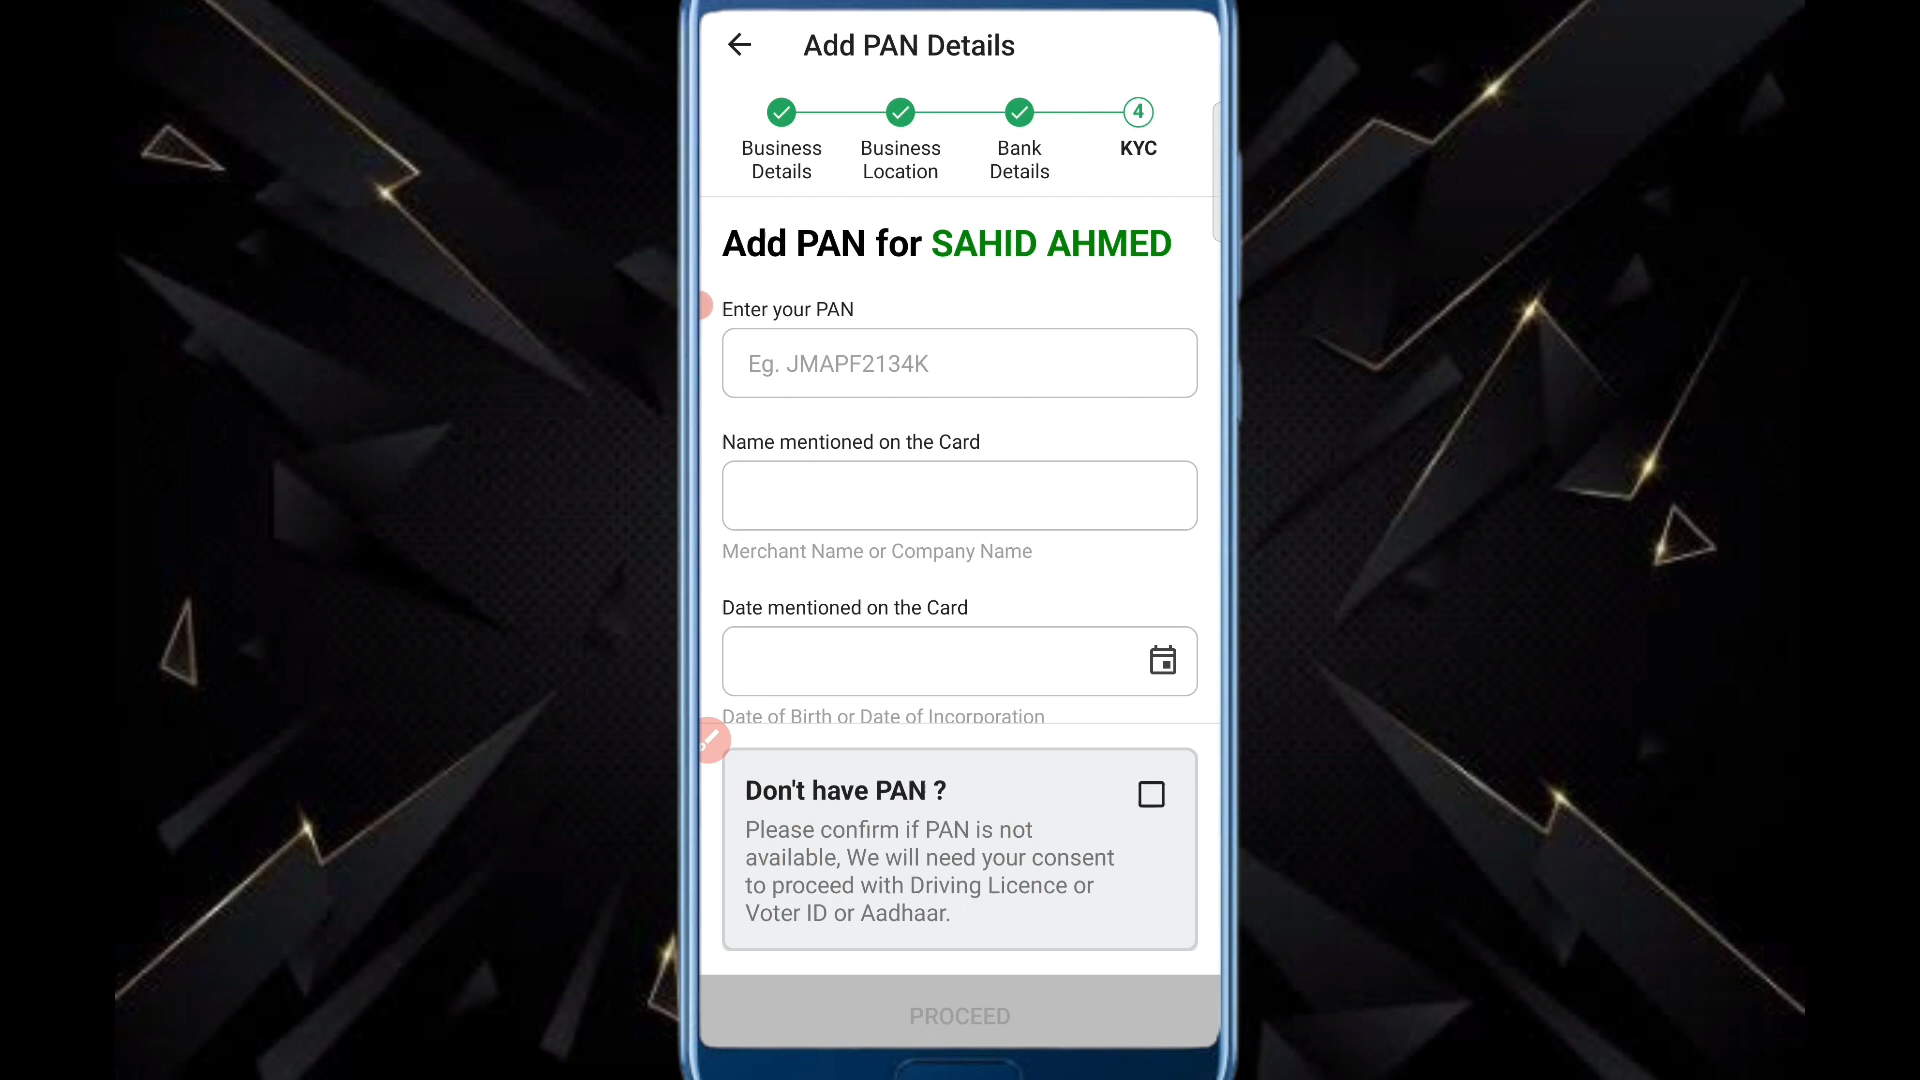 Add PAN Details
4
Business Details
Business Location
Bank Details
KYC
Add PAN for SAHID AHMED
Enter your PAN
Eg. JMAPF2134K
Name mentioned on the Card
Merchant Name or Company Name
Date mentioned on the Card
Date of Birth or Date of Incorporation
Don't have PAN ?
Please confirm if PAN is not
available, We will need your consent
to proceed with Driving Licence or
Voter ID or Aadhaar.
PROCEED